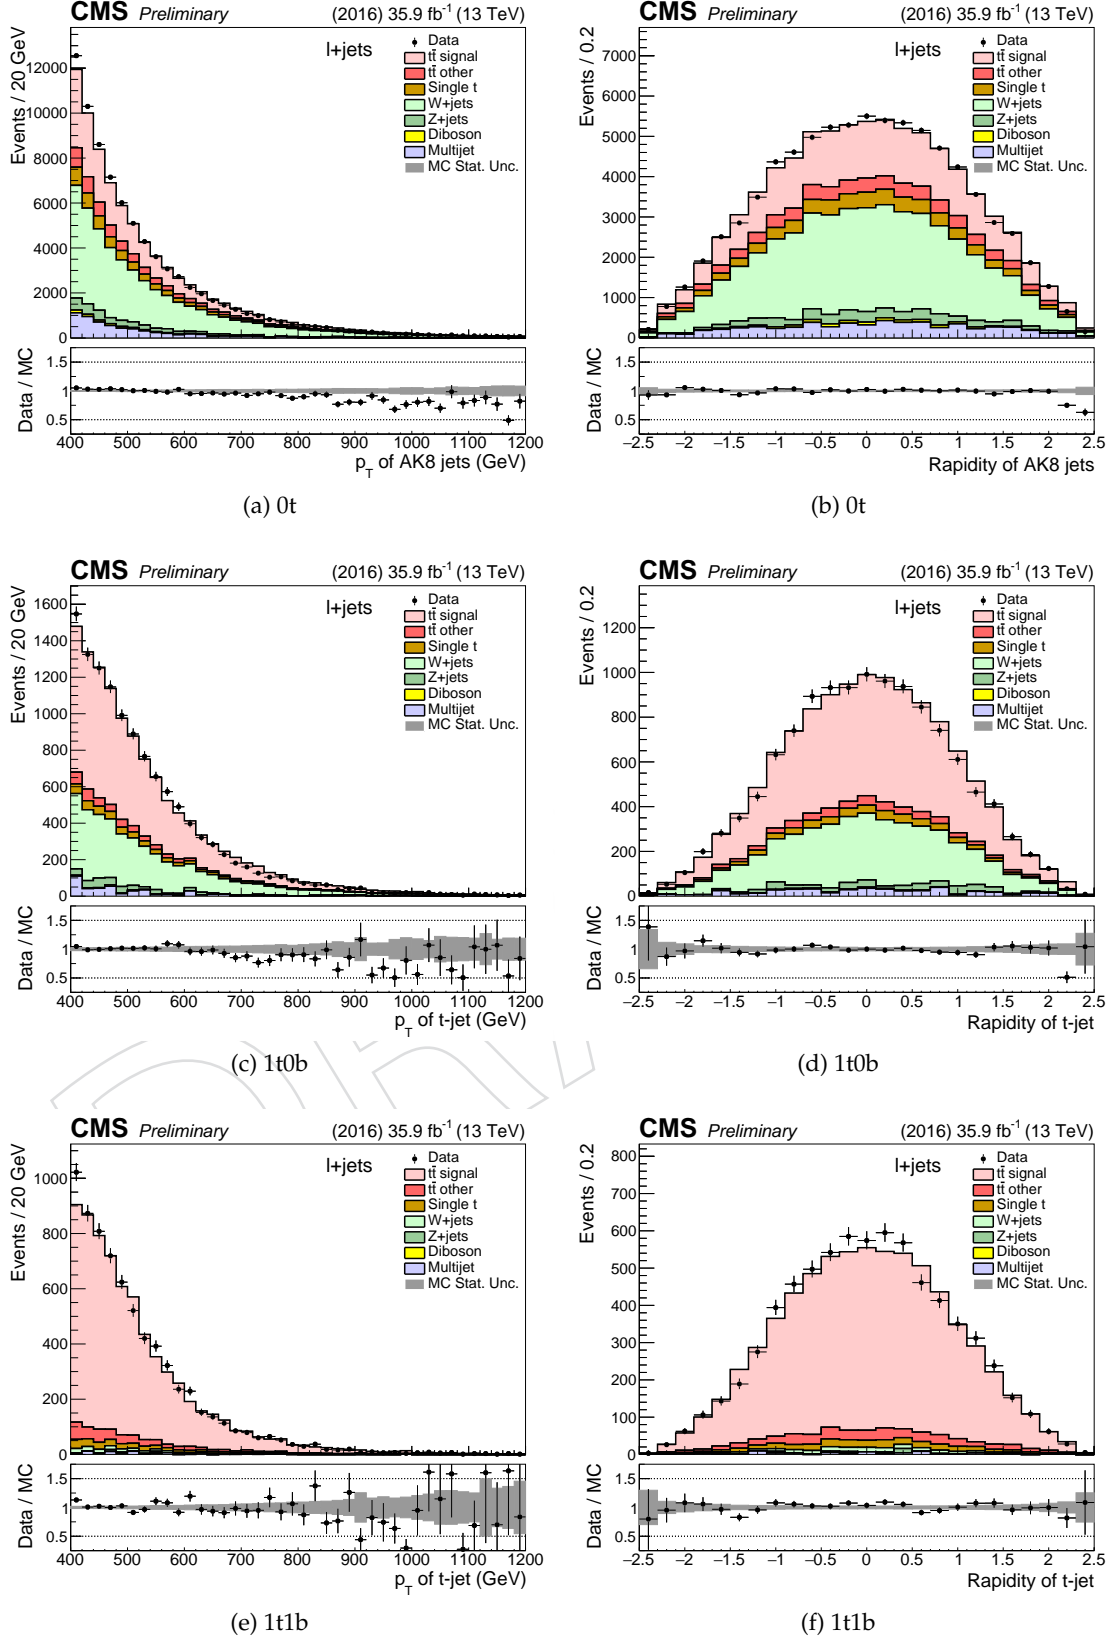 CMS Preliminary (2016) 35.9 fb⁻¹ (13 TeV)
Events / 20 GeV
l+jets
Data
tt̄ signal
tt̄ other
Single t
W+jets
Z+jets
Diboson
Multijet
MC Stat. Unc.
12000
10000
8000
6000
4000
2000
0
Data / MC
1.5
1
0.5
400 500 600 700 800 900 1000 1100 1200
p_T of AK8 jets (GeV)
(a) 0t
CMS Preliminary (2016) 35.9 fb⁻¹ (13 TeV)
Events / 0.2
l+jets
Data
tt̄ signal
tt̄ other
Single t
W+jets
Z+jets
Diboson
Multijet
MC Stat. Unc.
7000
6000
5000
4000
3000
2000
1000
0
Data / MC
1.5
1
0.5
−2.5 −2 −1.5 −1 −0.5 0 0.5 1 1.5 2 2.5
Rapidity of AK8 jets
(b) 0t
CMS Preliminary (2016) 35.9 fb⁻¹ (13 TeV)
Events / 20 GeV
l+jets
Data
tt̄ signal
tt̄ other
Single t
W+jets
Z+jets
Diboson
Multijet
MC Stat. Unc.
1600
1400
1200
1000
800
600
400
200
0
Data / MC
1.5
1
0.5
400 500 600 700 800 900 1000 1100 1200
p_T of t-jet (GeV)
(c) 1t0b
CMS Preliminary (2016) 35.9 fb⁻¹ (13 TeV)
Events / 0.2
l+jets
Data
tt̄ signal
tt̄ other
Single t
W+jets
Z+jets
Diboson
Multijet
MC Stat. Unc.
1200
1000
800
600
400
200
0
Data / MC
1.5
1
0.5
−2.5 −2 −1.5 −1 −0.5 0 0.5 1 1.5 2 2.5
Rapidity of t-jet
(d) 1t0b
CMS Preliminary (2016) 35.9 fb⁻¹ (13 TeV)
Events / 20 GeV
l+jets
Data
tt̄ signal
tt̄ other
Single t
W+jets
Z+jets
Diboson
Multijet
MC Stat. Unc.
1000
800
600
400
200
0
Data / MC
1.5
1
0.5
400 500 600 700 800 900 1000 1100 1200
p_T of t-jet (GeV)
(e) 1t1b
CMS Preliminary (2016) 35.9 fb⁻¹ (13 TeV)
Events / 0.2
l+jets
Data
tt̄ signal
tt̄ other
Single t
W+jets
Z+jets
Diboson
Multijet
MC Stat. Unc.
800
700
600
500
400
300
200
100
0
Data / MC
1.5
1
0.5
−2.5 −2 −1.5 −1 −0.5 0 0.5 1 1.5 2 2.5
Rapidity of t-jet
(f) 1t1b